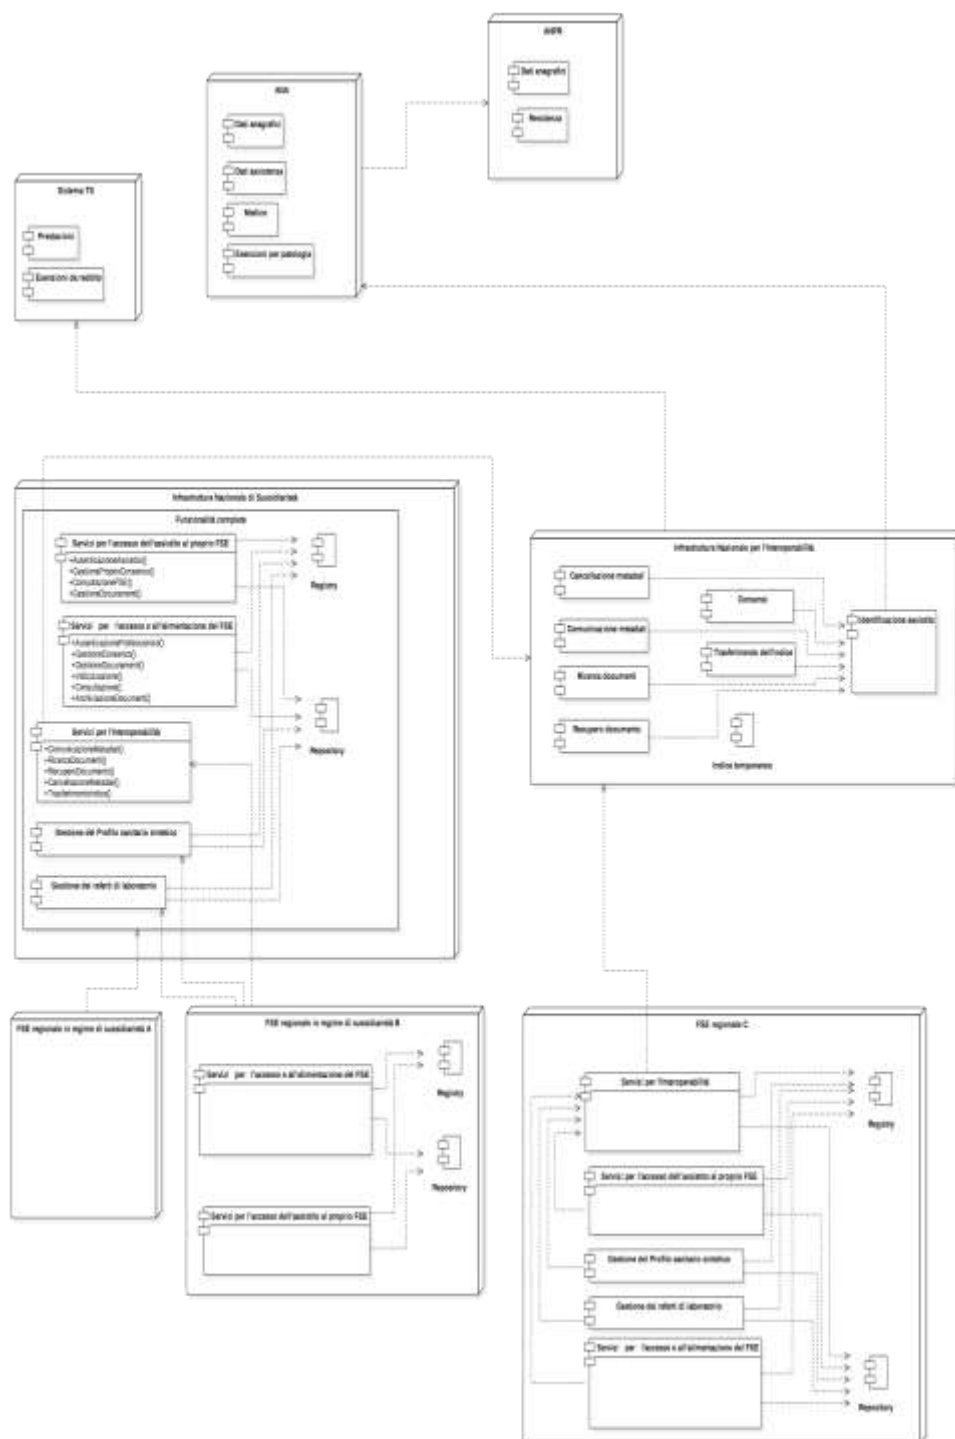 ANPR
Dati anagrafici
Residenza
ANA
Dati anagrafici
Dati assistenza
Medico
Esenzioni per patologia
Sistema TS
Prestazioni
Esenzioni da reddito
Infrastruttura Nazionale di Sussidiarietà
Funzionalità complete
Servizi per l'accesso dell'assistito al proprio FSE
+AutenticazioneAssistito()
+GestioneProprioConsenso()
+ConsultazioneFSE()
+GestioneDocumenti()
Registry
Servizi per l'accesso e all'alimentazione del FSE
+AutenticazioneProfessionista()
+GestioneConsenso()
+GestioneDocumenti()
+Indicizzazione()
+Consultazione()
+ArchiviazioneDocumenti()
Repository
Servizi per l'Interoperabilità
+ComunicazioneMetadati()
+RicercaDocumenti()
+RecuperoDocumento()
+CancellazioneMetadati()
+TrasferimentoIndice()
Gestione del Profilo sanitario sintetico
Gestione dei referti di laboratorio
Infrastruttura Nazionale per l'Interoperabilità
Cancellazione metadati
Consensi
Identificazione assistito
Comunicazione metadati
Trasferimento dell'indice
Ricerca documenti
Recupero documento
Indice temporaneo
FSE regionale in regime di sussidiarietà A
FSE regionale in regime di sussidiarietà B
Servizi per l'accesso e all'alimentazione del FSE
Registry
Repository
Servizi per l'accesso dell'assistito al proprio FSE
FSE regionale C
Servizi per l'Interoperabilità
Registry
Servizi per l'accesso dell'assistito al proprio FSE
Gestione del Profilo sanitario sintetico
Gestione dei referti di laboratorio
Servizi per l'accesso e all'alimentazione del FSE
Repository